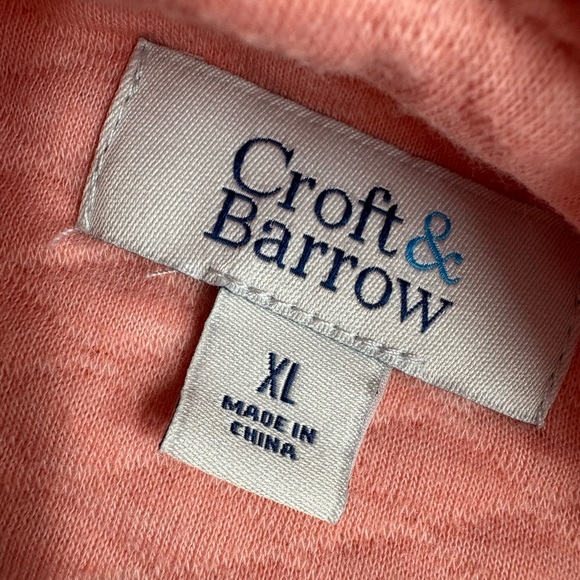 Croft &
Barrow
XL
MADE IN
CHINA